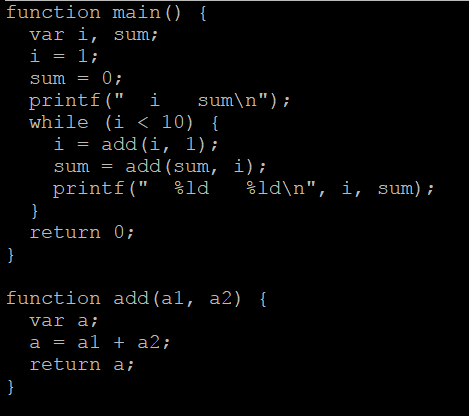 function main() {
  var i, sum;
  i = 1;
  sum = 0;
  printf("  i   sum\n");
  while (i < 10) {
    i = add(i, 1);
    sum = add(sum, i);
    printf("  %ld   %ld\n", i, sum);
  }
  return 0;
}

function add(a1, a2) {
  var a;
  a = a1 + a2;
  return a;
}